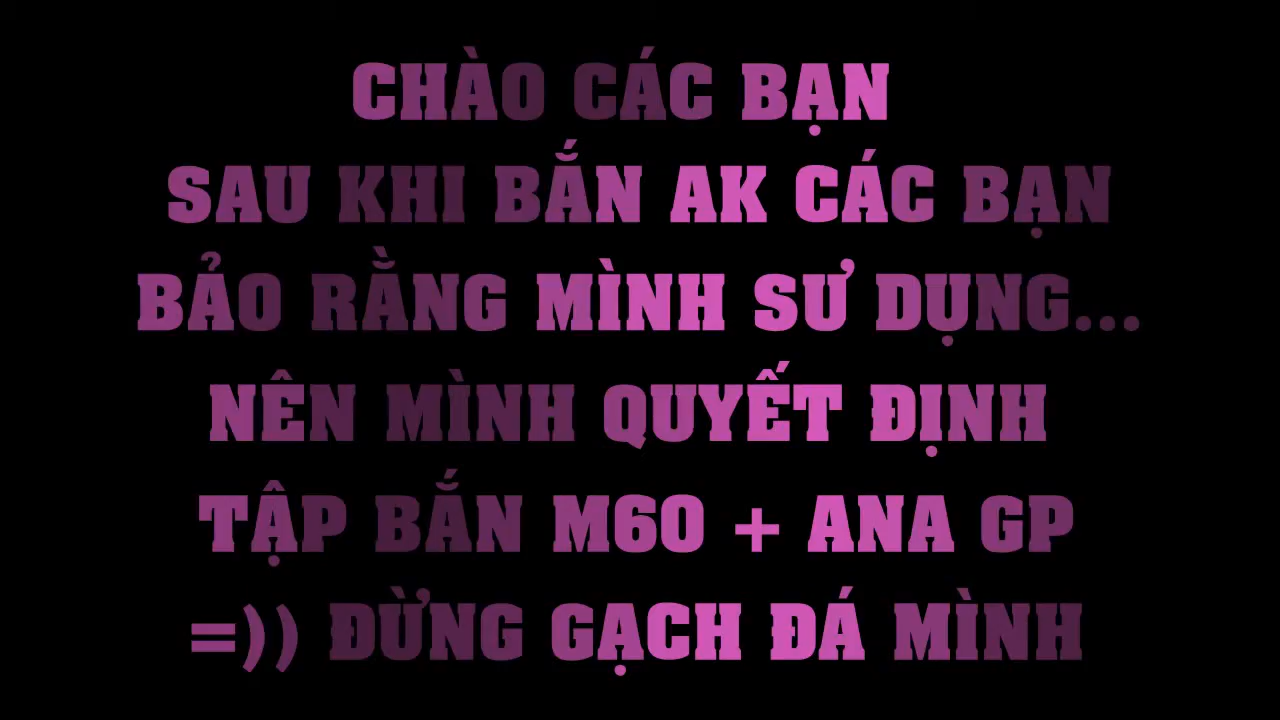 CHÀO CÁC BẠN
SAU KHI BẮN AK CÁC BẠN
BẢO RẰNG MÌNH SƯ DỤNG...
NÊN MÌNH QUYẾT ĐỊNH
TẬP BẮN M60 + ANA GP
=)) ĐỪNG GẠCH ĐÁ MÌNH